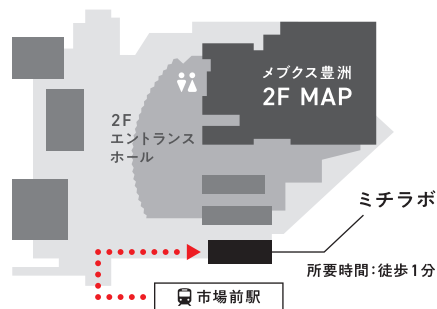 メブクス豊洲
2F MAP
2F
エントランス
ホール
ミチラボ
所要時間:徒歩1分
市場前駅